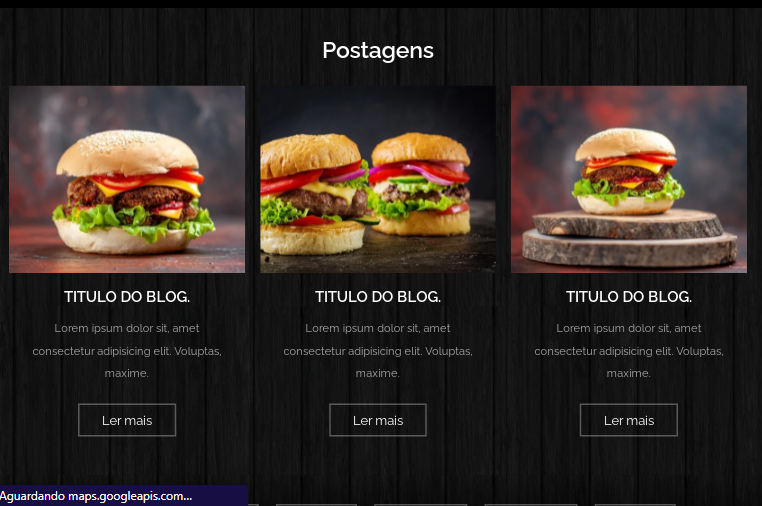 Postagens
TITULO DO BLOG.
Lorem ipsum dolor sit, amet
consectetur adipisicing elit. Voluptas,
maxime.
Ler mais
TITULO DO BLOG.
Lorem ipsum dolor sit, amet
consectetur adipisicing elit. Voluptas,
maxime.
Ler mais
TITULO DO BLOG.
Lorem ipsum dolor sit, amet
consectetur adipisicing elit. Voluptas,
maxime.
Ler mais
Aguardando maps.googleapis.com...